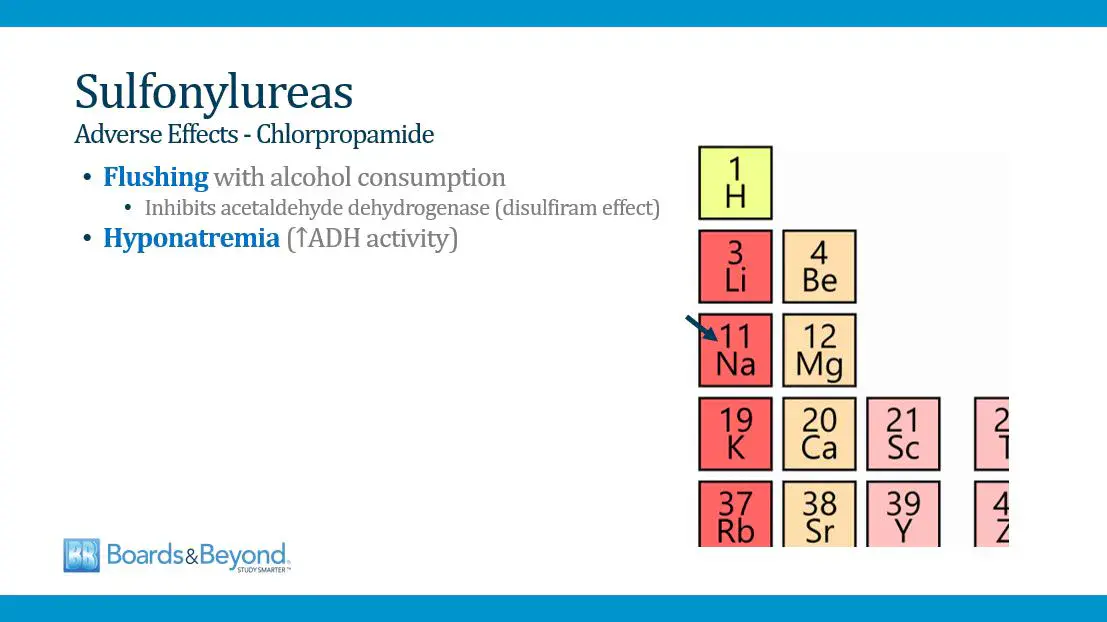 Sulfonylureas
Adverse Effects - Chlorpropamide
• Flushing with alcohol consumption
• Inhibits acetaldehyde dehydrogenase (disulfiram effect)
• Hyponatremia (↑ADH activity)
1
H
3
Li
4
Be
11
Na
12
Mg
19
K
20
Ca
21
Sc
37
Rb
38
Sr
39
Y
BB Boards&Beyond
STUDY SMARTER™